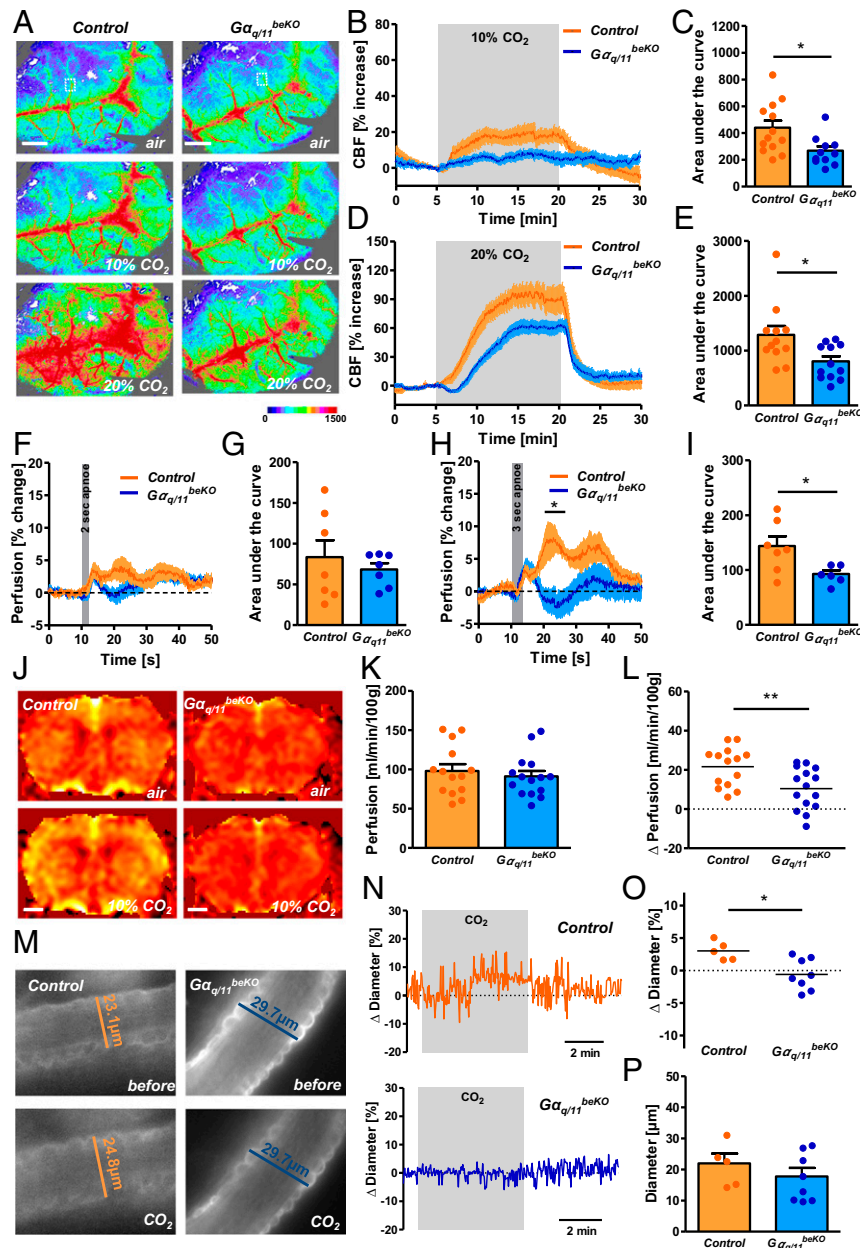 A
Control
Gαq/11beKO
air
air
10% CO2
10% CO2
20% CO2
20% CO2
0
1500
B
CBF [% increase]
80
60
40
20
0
10% CO2
Control
Gαq/11beKO
0 5 10 15 20 25 30
Time [min]
C
Area under the curve
1000
800
600
400
200
0
*
Control
Gαq11beKO
D
CBF [% increase]
150
120
90
60
30
0
20% CO2
Control
Gαq/11beKO
0 5 10 15 20 25 30
Time [min]
E
Area under the curve
3000
2000
1000
0
*
Control
Gαq11beKO
F
Perfusion [% change]
20
15
10
5
0
-5
2 sec apnoe
Control
Gαq/11beKO
0 10 20 30 40 50
Time [s]
G
Area under the curve
200
150
100
50
0
Control
Gαq11beKO
H
Perfusion [% change]
20
15
10
5
0
-5
3 sec apnoe
Control
Gαq/11beKO
*
0 10 20 30 40 50
Time [s]
I
Area under the curve
300
200
100
0
*
Control
Gαq11beKO
J
Control
Gαq/11beKO
air
air
10% CO2
10% CO2
K
Perfusion [ml/min/100g]
200
150
100
50
0
Control
Gαq/11beKO
L
Δ Perfusion [ml/min/100g]
60
40
20
0
-20
**
Control
Gαq/11beKO
M
Control
Gαq/11beKO
23.1µm
29.7µm
before
before
24.8µm
29.7µm
CO2
CO2
N
Δ Diameter [%]
30
20
10
0
-10
-20
CO2
Control
2 min
Δ Diameter [%]
30
20
10
0
-10
-20
CO2
Gαq/11beKO
2 min
O
Δ Diameter [%]
10
5
0
-5
-10
*
Control
Gαq/11beKO
P
Diameter [µm]
50
40
30
20
10
0
Control
Gαq/11beKO